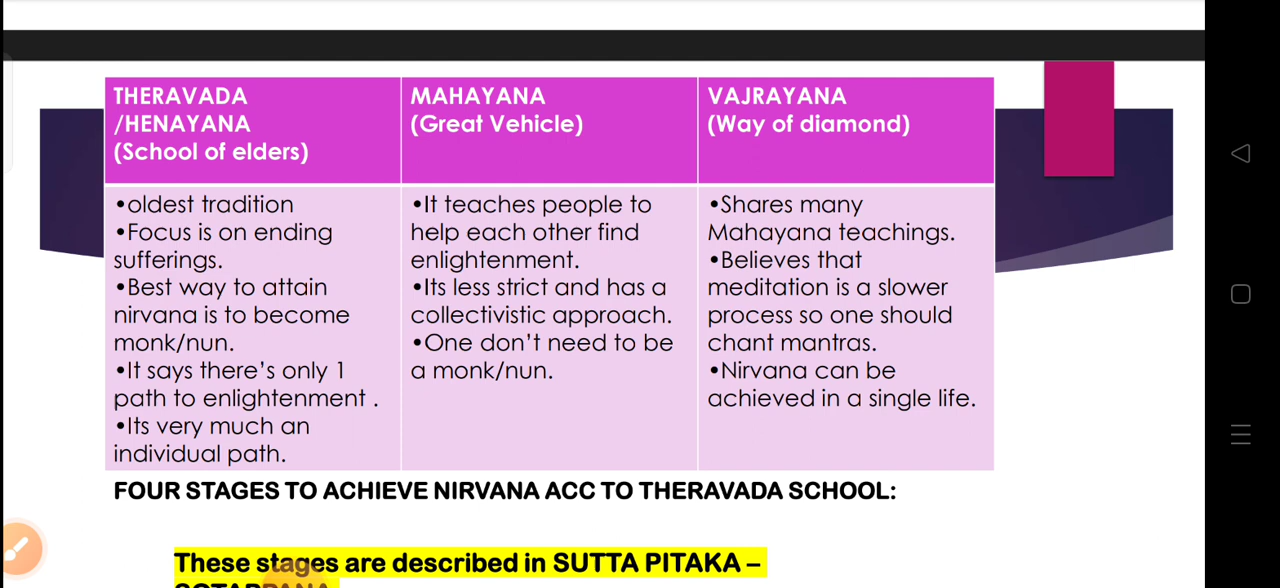 THERAVADA
/HENAYANA
(School of elders)
MAHAYANA
(Great Vehicle)
VAJRAYANA
(Way of diamond)
•oldest tradition
•Focus is on ending
sufferings.
•Best way to attain
nirvana is to become
monk/nun.
•It says there's only 1
path to enlightenment .
•Its very much an
individual path.
•It teaches people to
help each other find
enlightenment.
•Its less strict and has a
collectivistic approach.
•One don't need to be
a monk/nun.
•Shares many
Mahayana teachings.
•Believes that
meditation is a slower
process so one should
chant mantras.
•Nirvana can be
achieved in a single life.
FOUR STAGES TO ACHIEVE NIRVANA ACC TO THERAVADA SCHOOL:
These stages are described in SUTTA PITAKA –